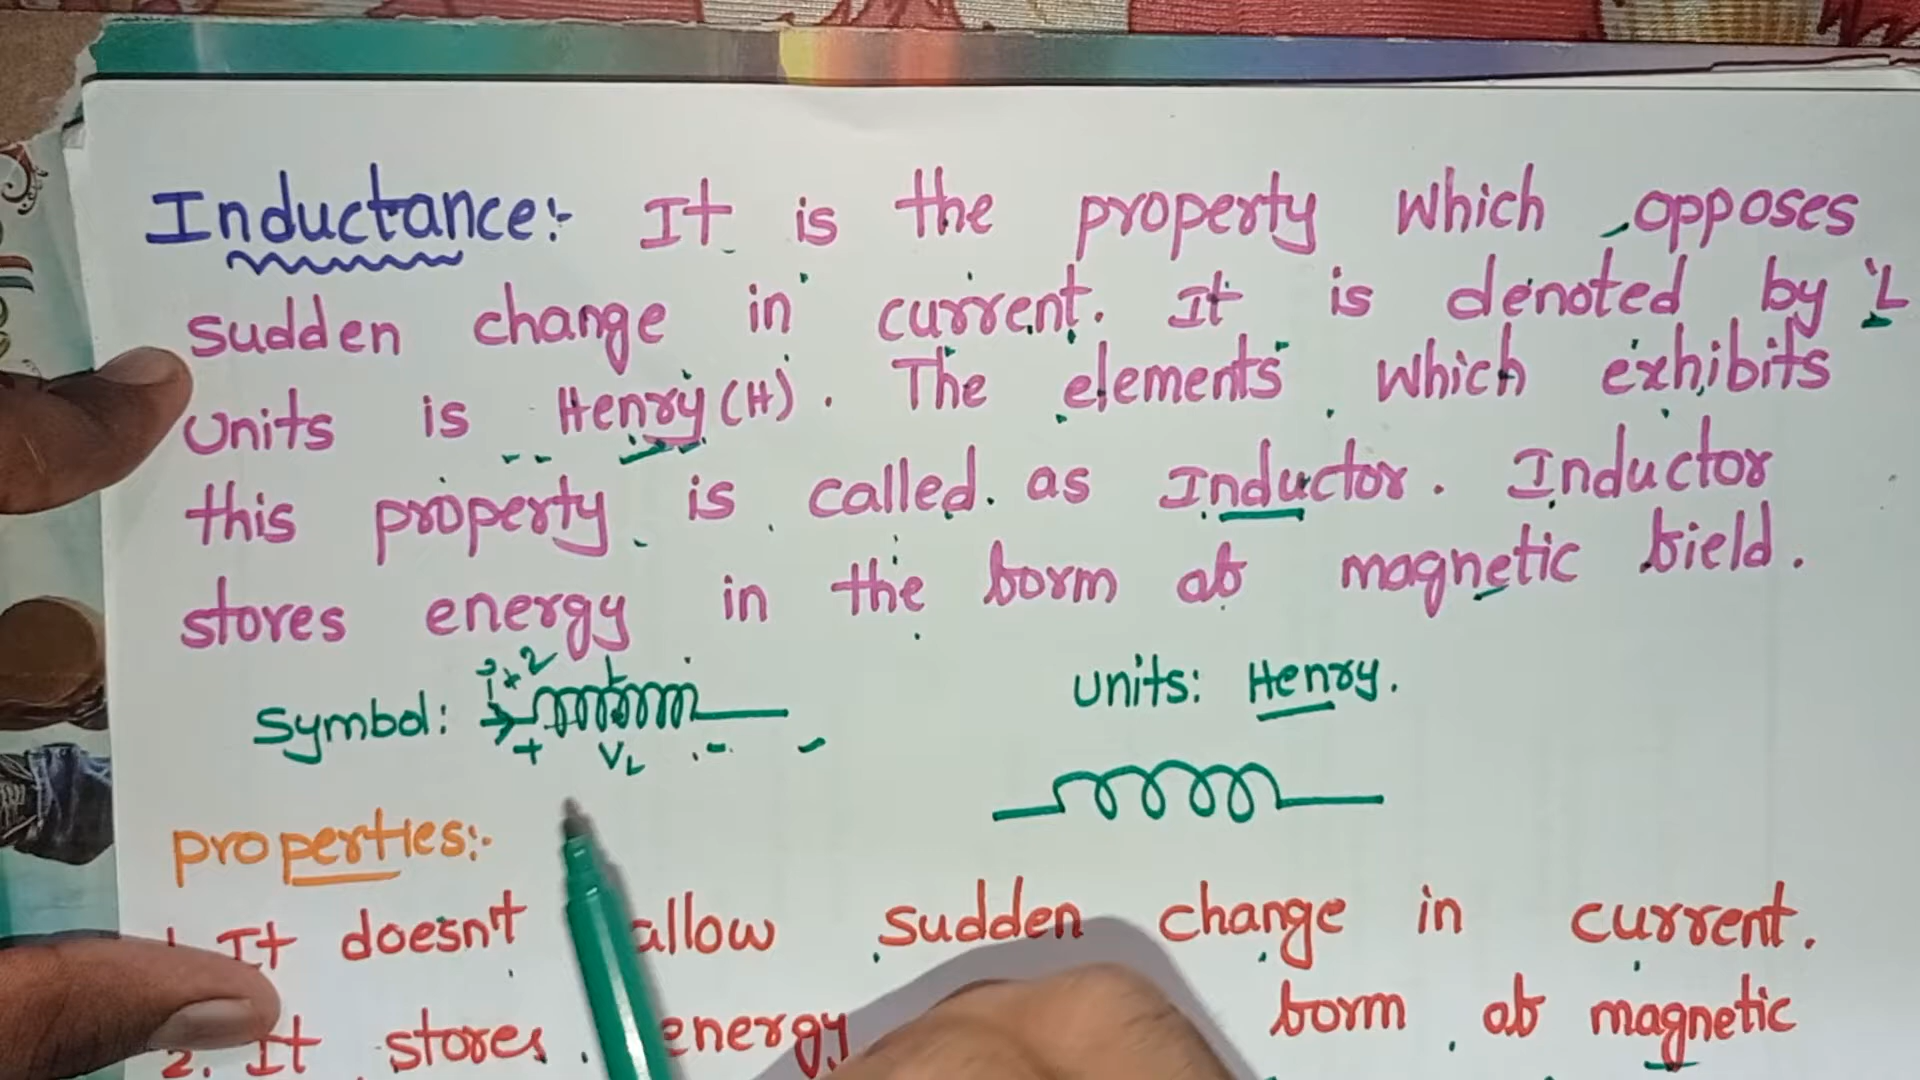 Inductance:- It is the property which opposes
sudden change in current. It is denoted by 'L
units is Henry (H). The elements which exhibits
this property is called as Inductor. Inductor
stores energy in the form of magnetic field.
Symbol: L + VL -
units: Henry.
properties:-
1. It doesn't allow sudden change in current.
2. It stores energy form of magnetic